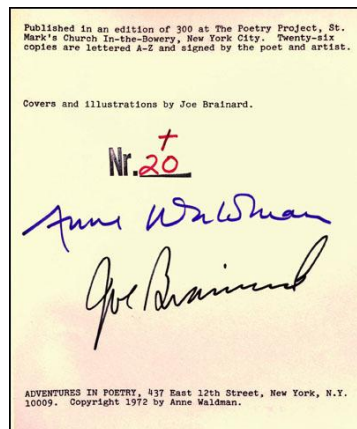 Published in an edition of 300 at The Poetry Project, St.
Mark's Church In-the-Bowery, New York City. Twenty-six
copies are lettered A-Z and signed by the poet and artist.
Covers and illustrations by Joe Brainard.
+
Nr. 20
Anne Waldman
Joe Brainard
ADVENTURES IN POETRY, 437 East 12th Street, New York, N.Y.
10009. Copyright 1972 by Anne Waldman.